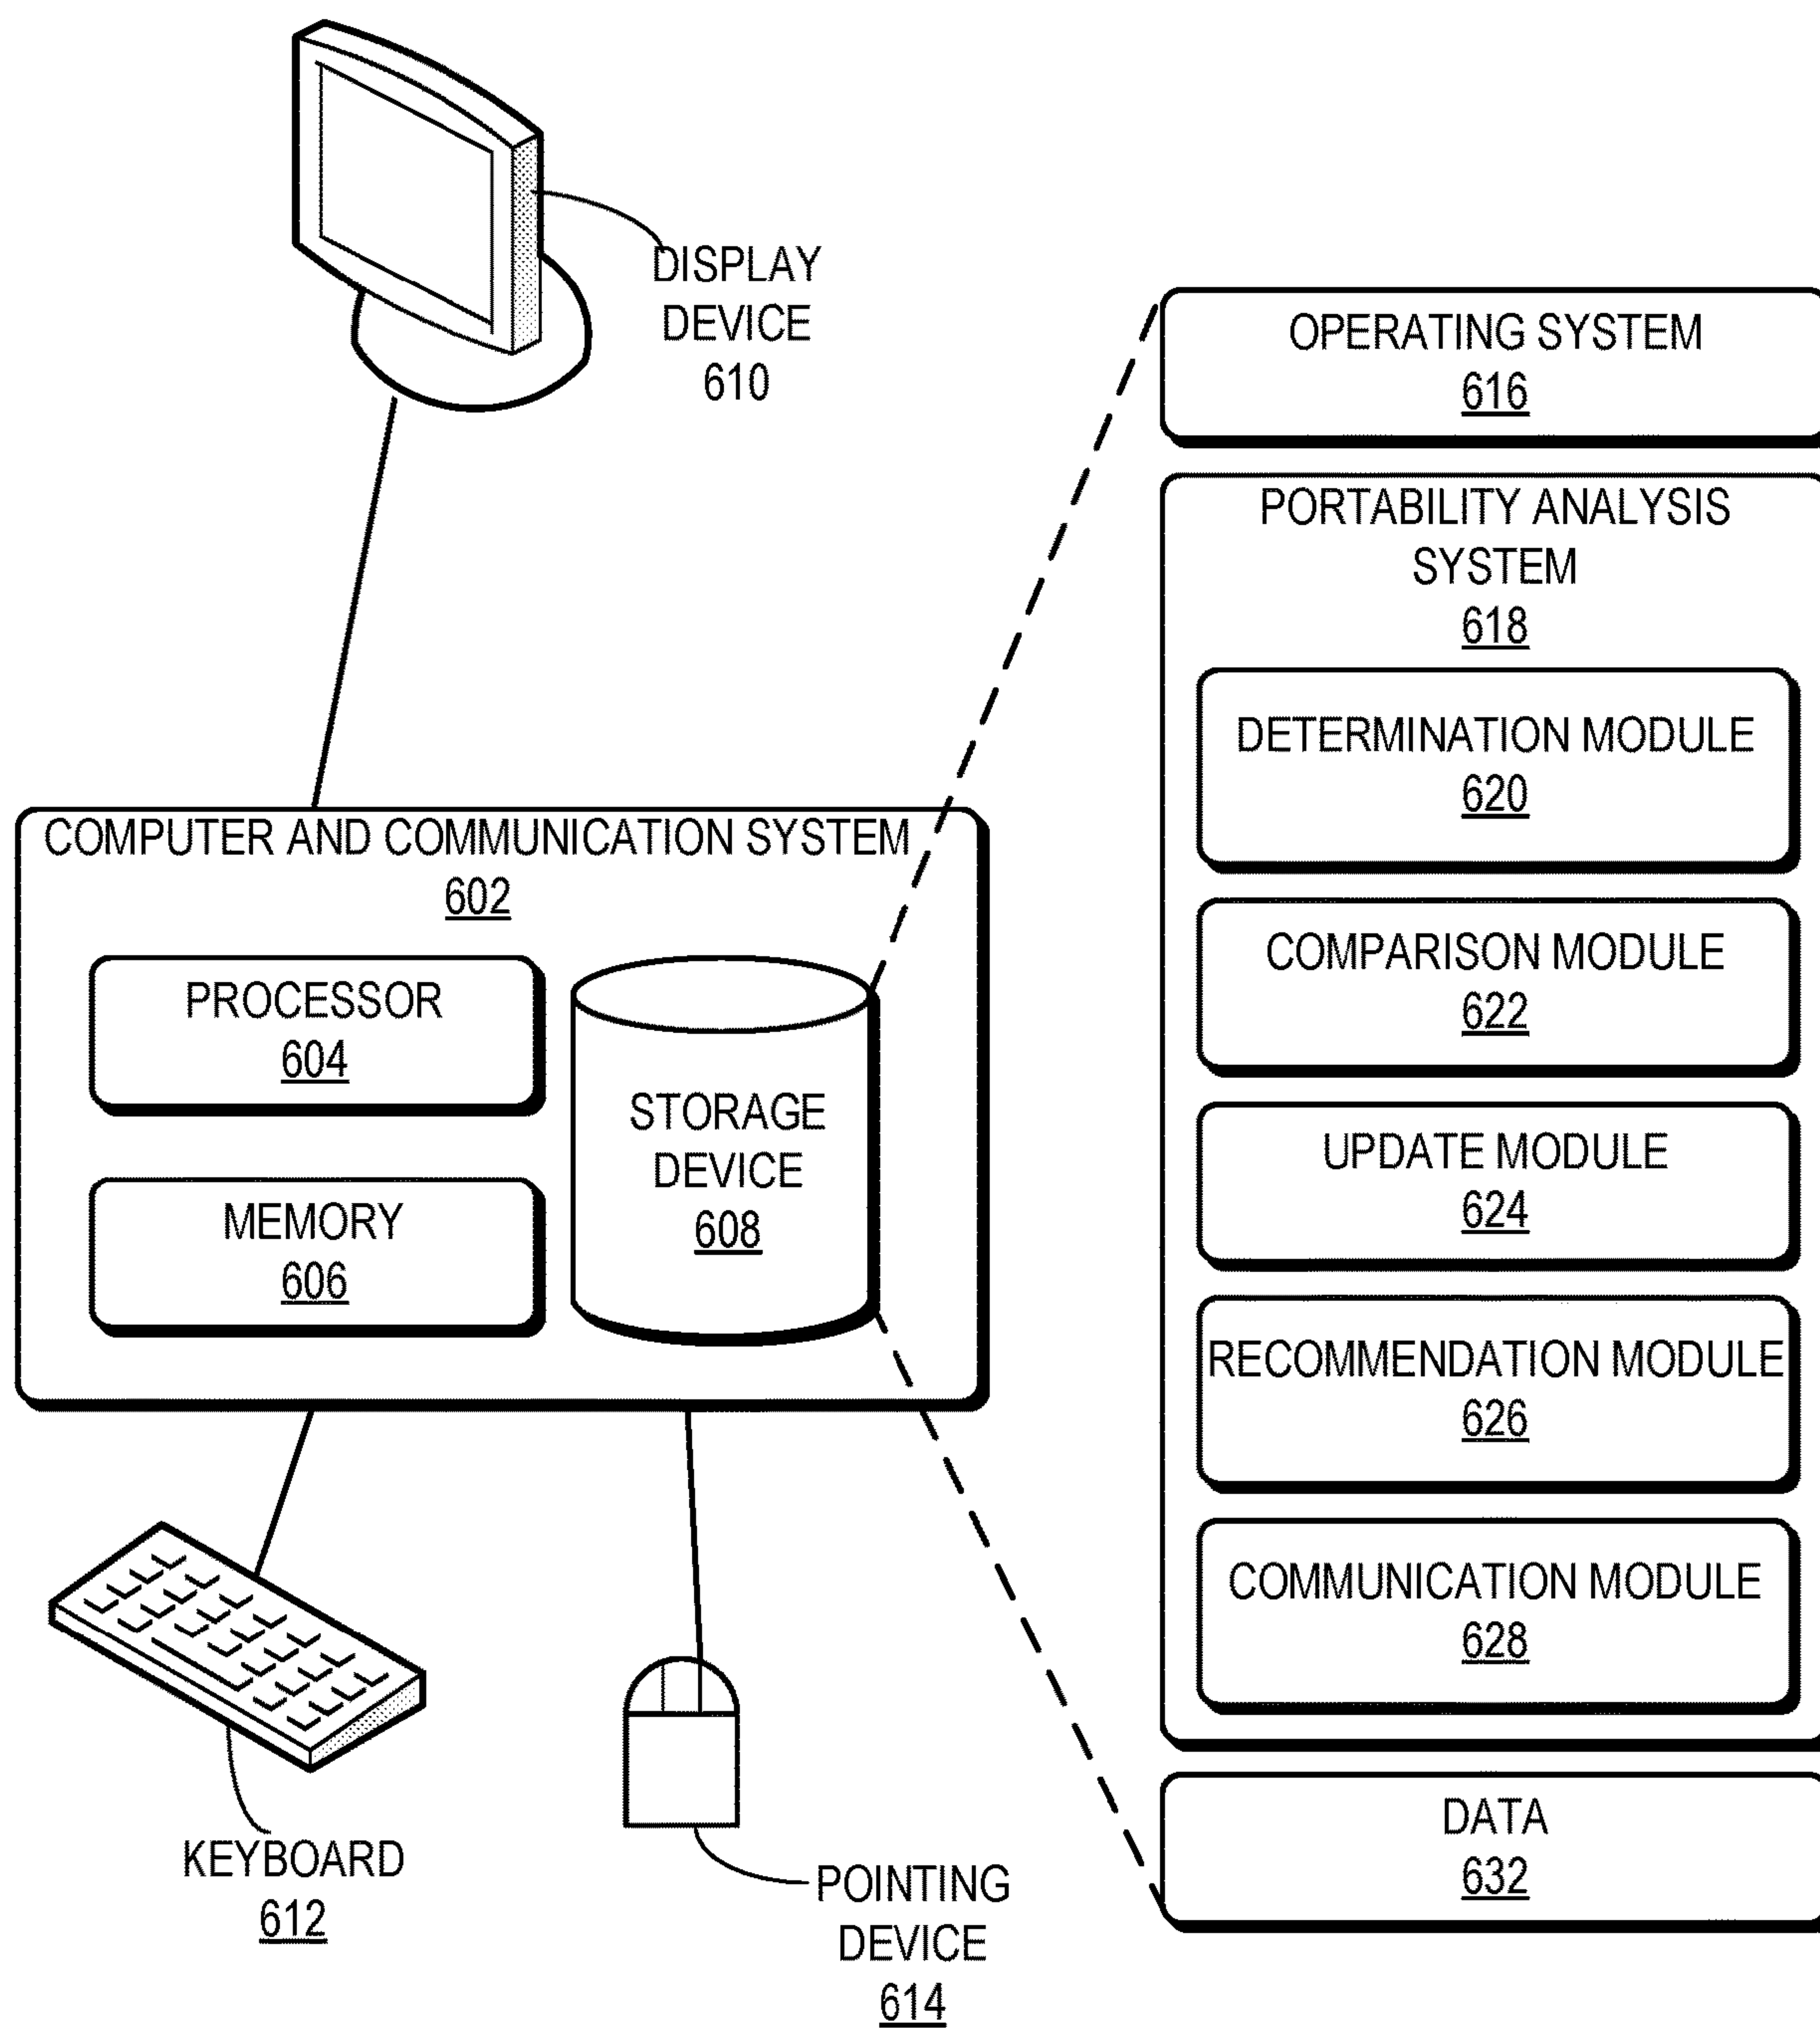 DISPLAY
DEVICE
610
COMPUTER AND COMMUNICATION SYSTEM
602
PROCESSOR
604
MEMORY
606
STORAGE
DEVICE
608
KEYBOARD
612
POINTING
DEVICE
614
OPERATING SYSTEM
616
PORTABILITY ANALYSIS
SYSTEM
618
DETERMINATION MODULE
620
COMPARISON MODULE
622
UPDATE MODULE
624
RECOMMENDATION MODULE
626
COMMUNICATION MODULE
628
DATA
632